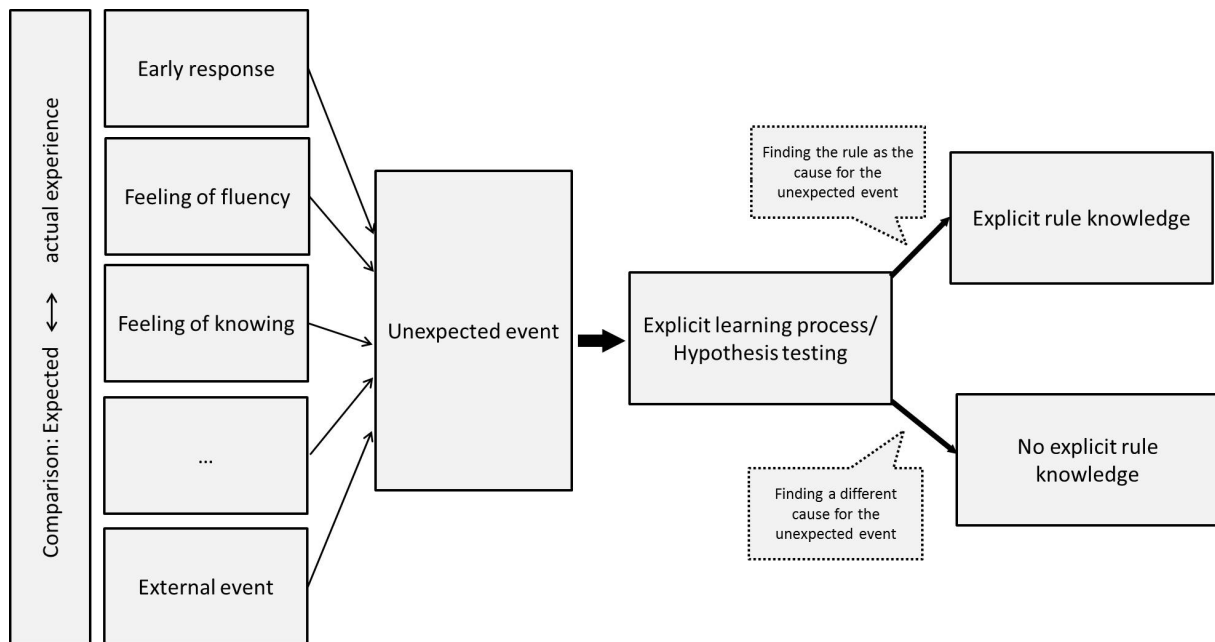 Comparison: Expected ↔ actual experience
Early response
Feeling of fluency
Feeling of knowing
...
External event
Unexpected event
Explicit learning process/
Hypothesis testing
Finding the rule as the
cause for the
unexpected event
Explicit rule knowledge
Finding a different
cause for the
unexpected event
No explicit rule
knowledge